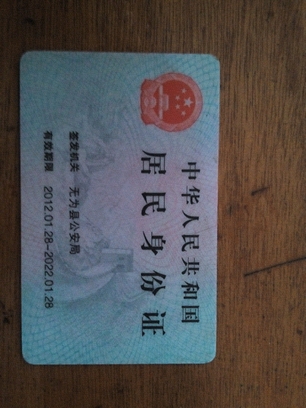 中华人民共和国
居民身份证
签发机关 无为县公安局
有效期限 2012.01.28-2022.01.28